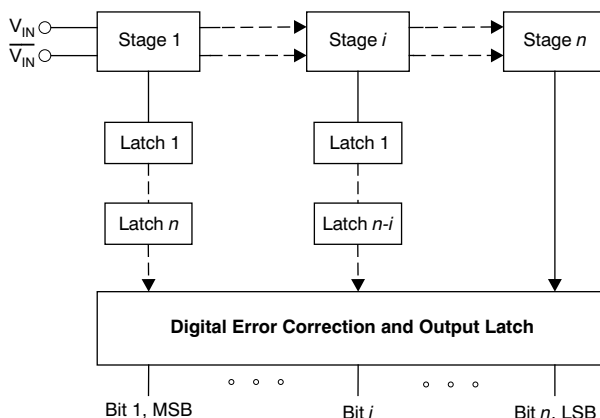 V_IN Stage 1 Stage i Stage n
V̅_I̅N̅
Latch 1 Latch 1
Latch n Latch n-i
Digital Error Correction and Output Latch
Bit 1, MSB Bit i Bit n, LSB